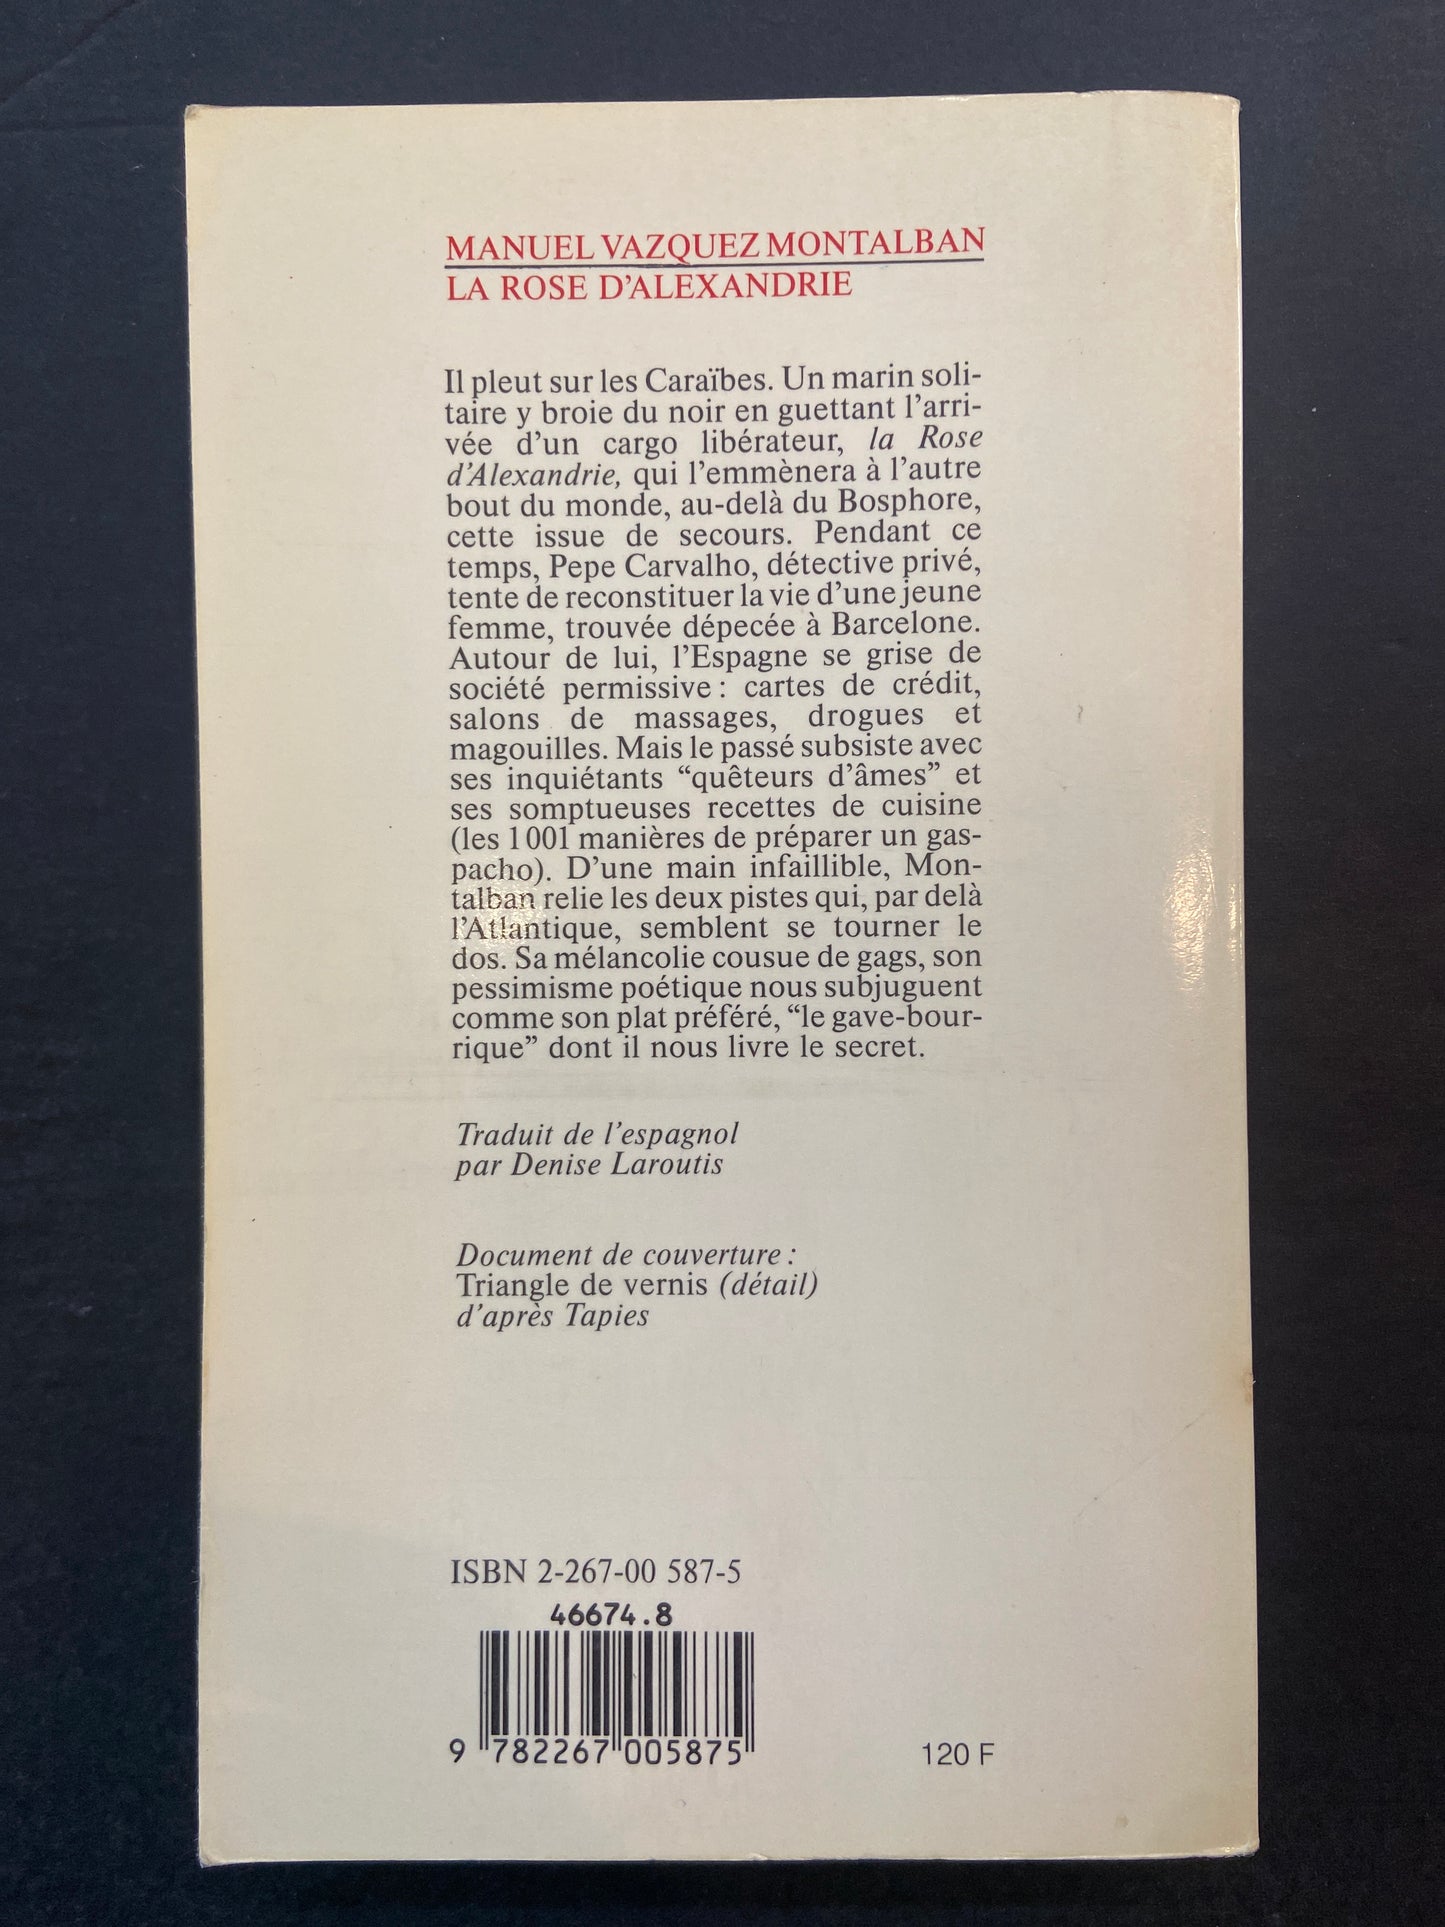 MANUEL VAZQUEZ MONTALBAN
LA ROSE D'ALEXANDRIE
Il pleut sur les Caraïbes. Un marin soli-
taire y broie du noir en guettant l'arri-
vée d'un cargo libérateur, la Rose
d'Alexandrie, qui l'emmènera à l'autre
bout du monde, au-delà du Bosphore,
cette issue de secours. Pendant ce
temps, Pepe Carvalho, détective privé,
tente de reconstituer la vie d'une jeune
femme, trouvée dépecée à Barcelone.
Autour de lui, l'Espagne se grise de
société permissive : cartes de crédit,
salons de massages, drogues et
magouilles. Mais le passé subsiste avec
ses inquiétants “quêteurs d'âmes” et
ses somptueuses recettes de cuisine
(les 1 001 manières de préparer un gas-
pacho). D'une main infaillible, Mon-
talban relie les deux pistes qui, par delà
l'Atlantique, semblent se tourner le
dos. Sa mélancolie cousue de gags, son
pessimisme poétique nous subjuguent
comme son plat préféré, “le gave-bour-
rique” dont il nous livre le secret.
Traduit de l'espagnol
par Denise Laroutis
Document de couverture :
Triangle de vernis (détail)
d'après Tapies
ISBN 2-267-00 587-5
46674.8
9 782267 005875
120 F